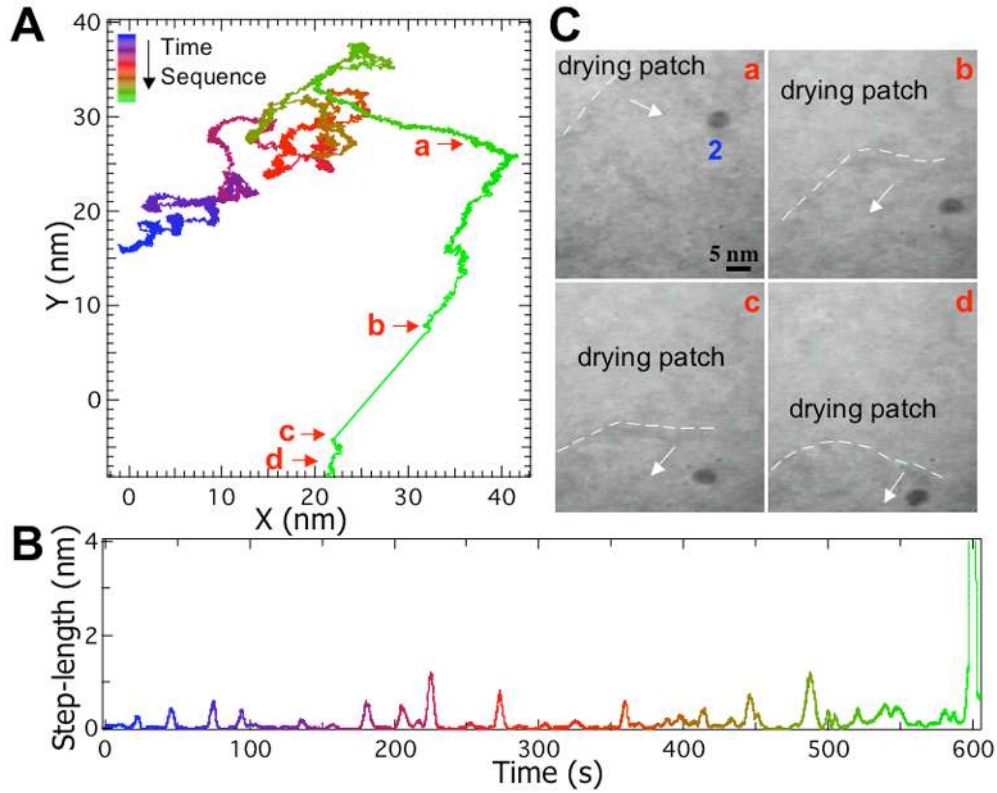 A
40
Time
Sequence
30
a
20
Y (nm)
10
b
0
c
d
0
10
20
30
40
X (nm)
C
drying patch
a
2
5 nm
drying patch
b
drying patch
c
drying patch
d
B
4
2
0
Step-length (nm)
0
100
200
300
400
500
600
Time (s)